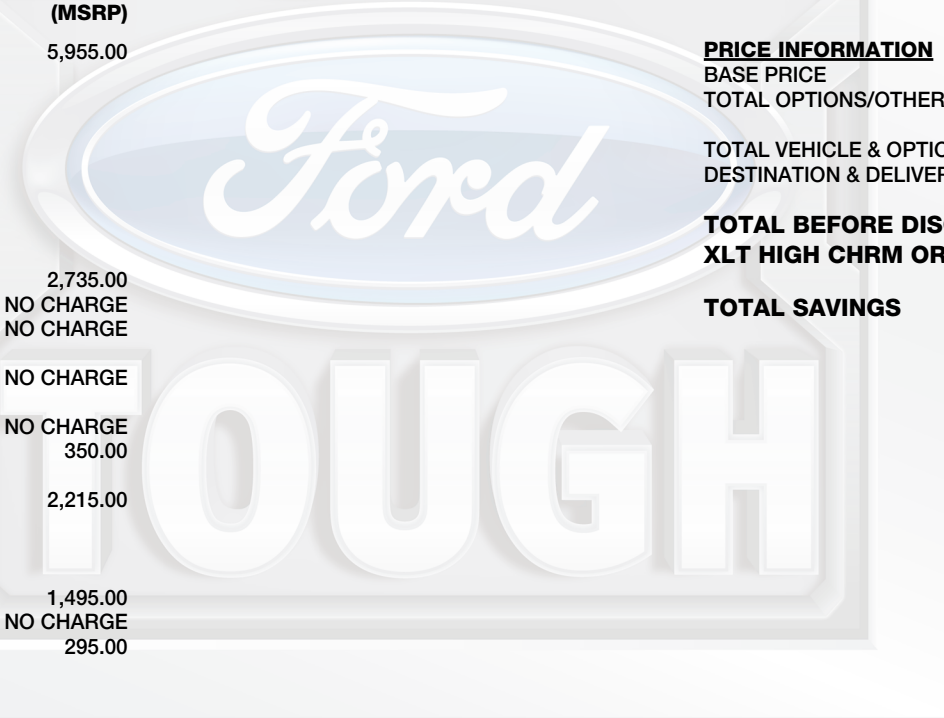 (MSRP)
5,955.00
2,735.00
NO CHARGE
NO CHARGE
NO CHARGE
NO CHARGE
350.00
2,215.00
1,495.00
NO CHARGE
295.00
PRICE INFORMATION
BASE PRICE
TOTAL OPTIONS/OTHER
TOTAL VEHICLE & OPTIO
DESTINATION & DELIVER
TOTAL BEFORE DIS
XLT HIGH CHRM OR
TOTAL SAVINGS
Ford
TOUGH